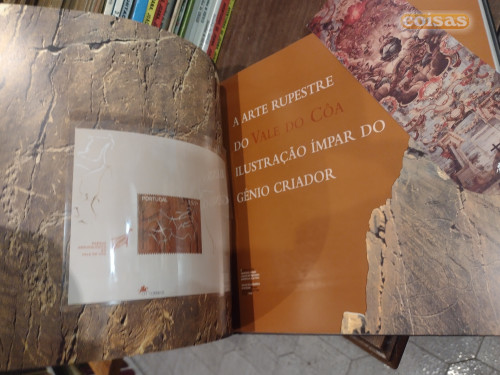 coisas
A ARTE RUPESTRE
DO VALE DO CÔA
ILUSTRAÇÃO ÍMPAR DO
GÉNIO CRIADOR
PORTUGAL